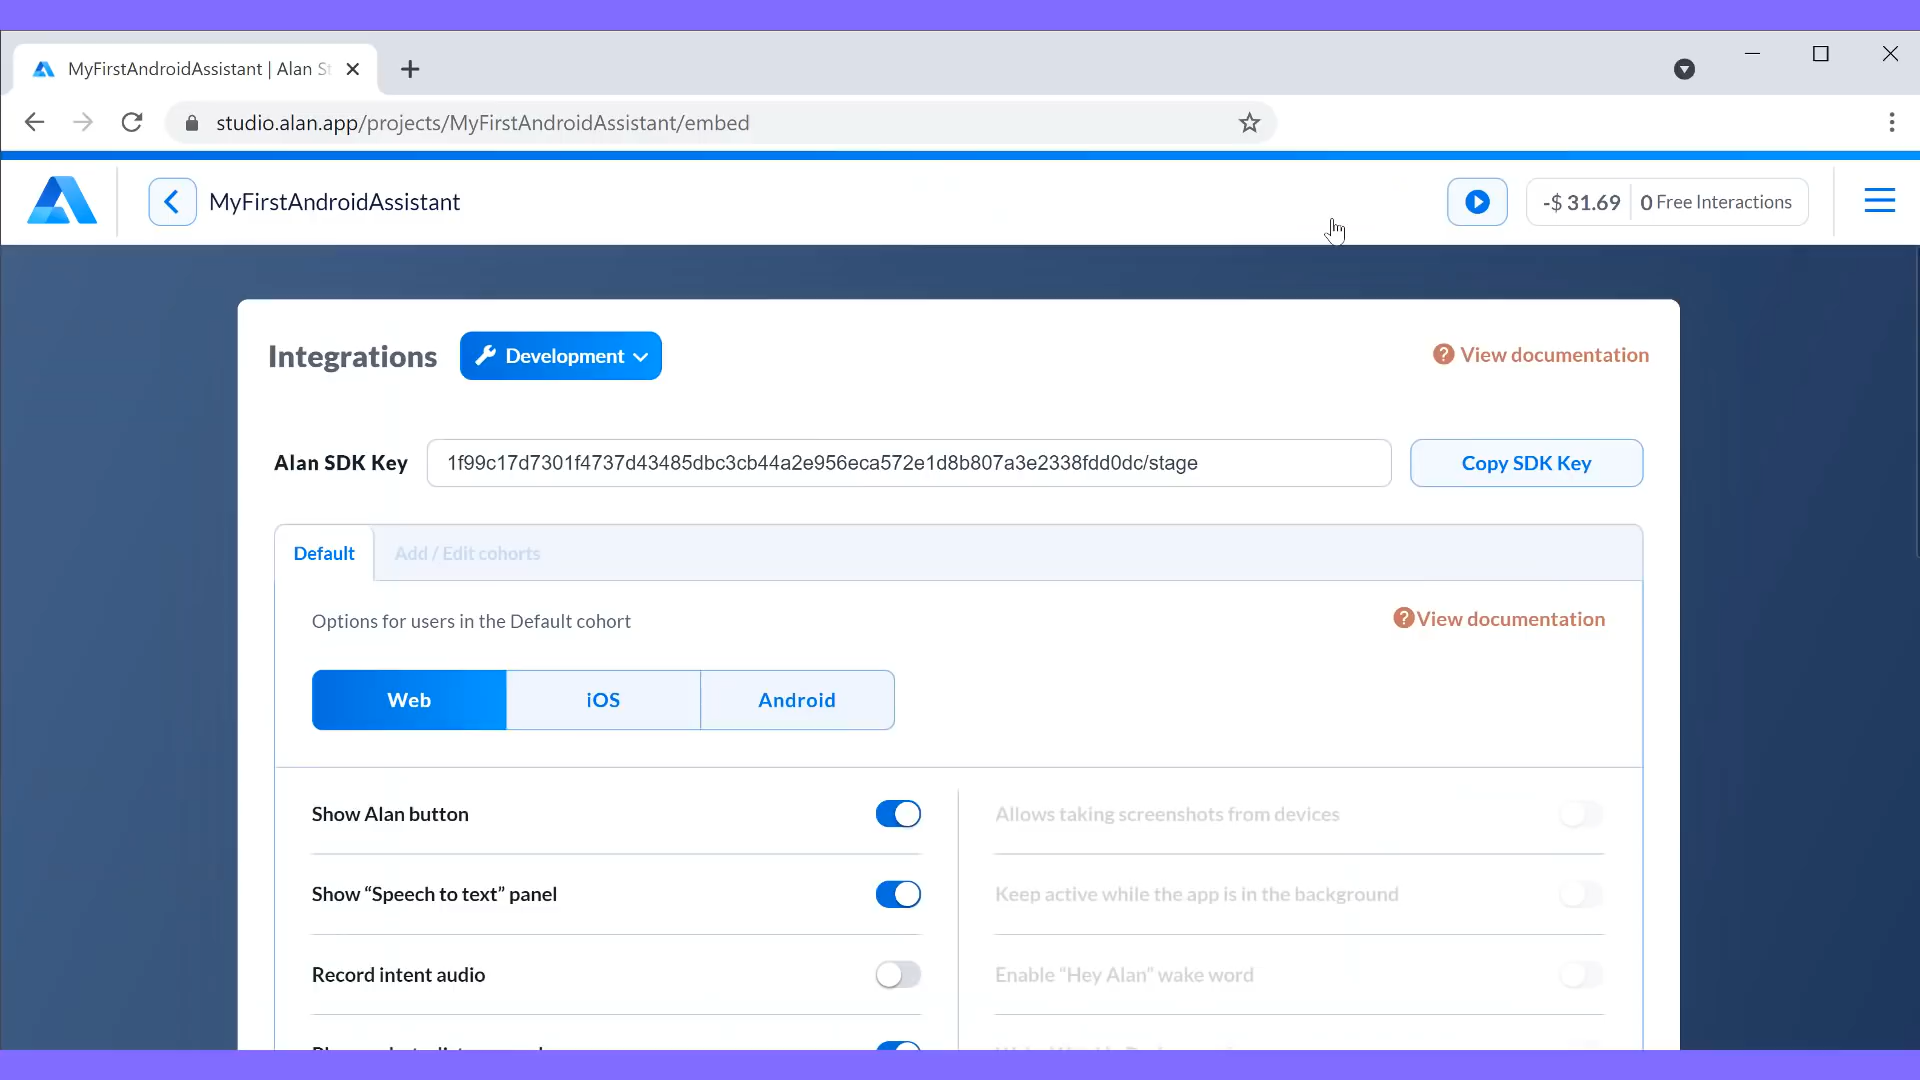 MyFirstAndroidAssistant | Alan St
studio.alan.app/projects/MyFirstAndroidAssistant/embed
MyFirstAndroidAssistant
-$ 31.69
0 Free Interactions
Integrations
Development
View documentation
Alan SDK Key
1f99c17d7301f4737d43485dbc3cb44a2e956eca572e1d8b807a3e2338fdd0dc/stage
Copy SDK Key
Default
Add / Edit cohorts
Options for users in the Default cohort
View documentation
Web
iOS
Android
Show Alan button
Allows taking screenshots from devices
Show “Speech to text” panel
Keep active while the app is in the background
Record intent audio
Enable “Hey Alan” wake word